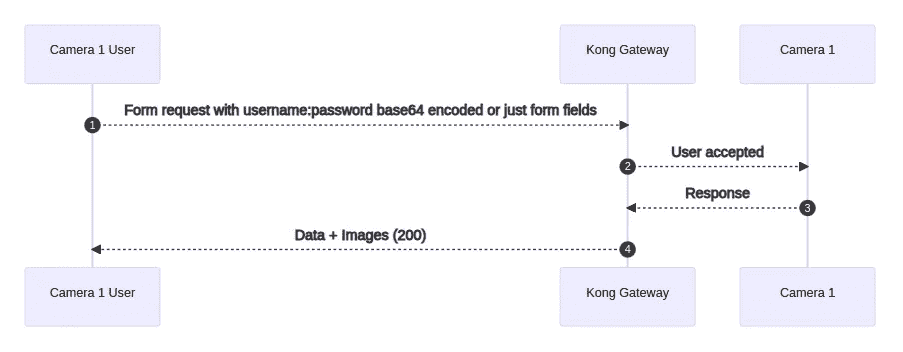 Camera 1 User
Kong Gateway
Camera 1
Form request with username:password base64 encoded or just form fields
1
User accepted
2
Response
3
Data + Images (200)
4
Camera 1 User
Kong Gateway
Camera 1